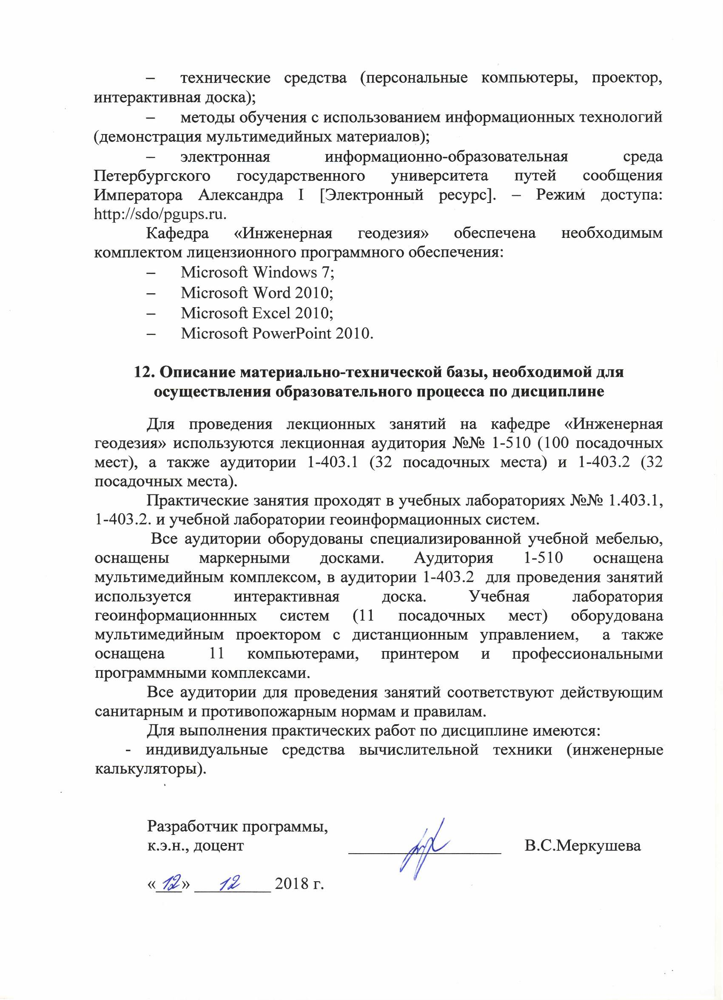 – технические средства (персональные компьютеры, проектор,
интерактивная доска);
– методы обучения с использованием информационных технологий
(демонстрация мультимедийных материалов);
– электронная информационно-образовательная среда
Петербургского государственного университета путей сообщения
Императора Александра I [Электронный ресурс]. – Режим доступа:
http://sdo/pgups.ru.
Кафедра «Инженерная геодезия» обеспечена необходимым
комплектом лицензионного программного обеспечения:
– Microsoft Windows 7;
– Microsoft Word 2010;
– Microsoft Excel 2010;
– Microsoft PowerPoint 2010.
12. Описание материально-технической базы, необходимой для
осуществления образовательного процесса по дисциплине
Для проведения лекционных занятий на кафедре «Инженерная
геодезия» используются лекционная аудитория №№ 1-510 (100 посадочных
мест), а также аудитории 1-403.1 (32 посадочных места) и 1-403.2 (32
посадочных места).
Практические занятия проходят в учебных лабораториях №№ 1.403.1,
1-403.2. и учебной лаборатории геоинформационных систем.
Все аудитории оборудованы специализированной учебной мебелью,
оснащены маркерными досками. Аудитория 1-510 оснащена
мультимедийным комплексом, в аудитории 1-403.2 для проведения занятий
используется интерактивная доска. Учебная лаборатория
геоинформационнных систем (11 посадочных мест) оборудована
мультимедийным проектором с дистанционным управлением, а также
оснащена 11 компьютерами, принтером и профессиональными
программными комплексами.
Все аудитории для проведения занятий соответствуют действующим
санитарным и противопожарным нормам и правилам.
Для выполнения практических работ по дисциплине имеются:
- индивидуальные средства вычислительной техники (инженерные
калькуляторы).
Разработчик программы,
к.э.н., доцент ____________________ В.С.Меркушева
«12» 12 2018 г.